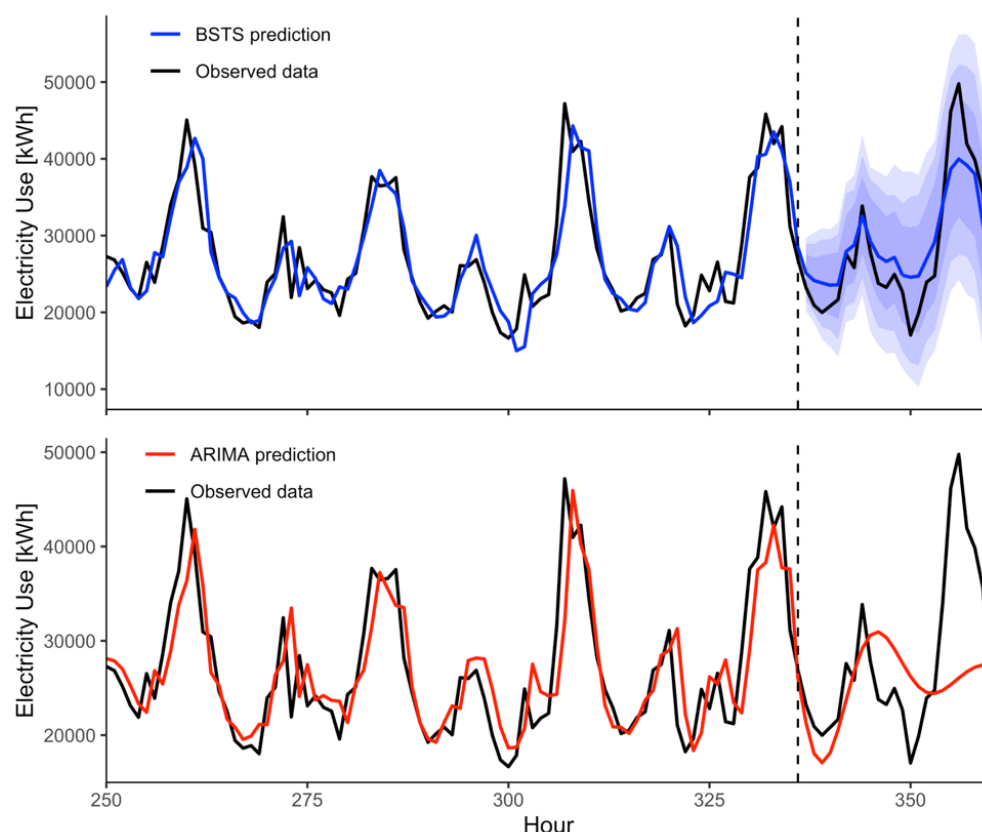 BSTS prediction
Observed data
Electricity Use [kWh]
50000
40000
30000
20000
10000
ARIMA prediction
Observed data
Electricity Use [kWh]
50000
40000
30000
20000
250 275 300 325 350
Hour